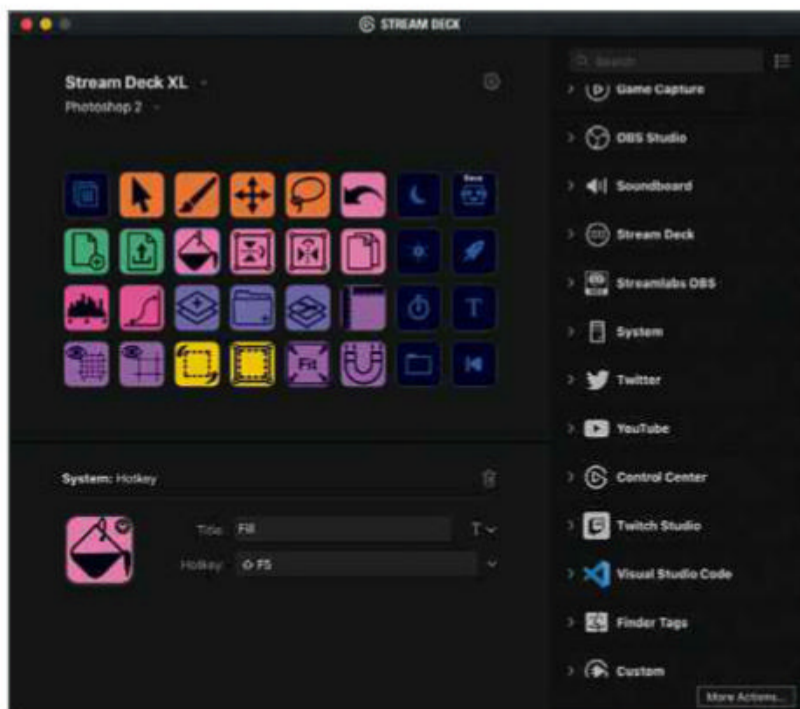 STREAM DECK
Stream Deck XL
Photoshop 2
Save
Fit
T
System: Hotkey
Title: Fill
T
Hotkey: ⇧ F5
Search
Game Capture
OBS Studio
Soundboard
Stream Deck
Streamlabs OBS
System
Twitter
YouTube
Control Center
Twitch Studio
Visual Studio Code
Finder Tags
Custom
More Actions...